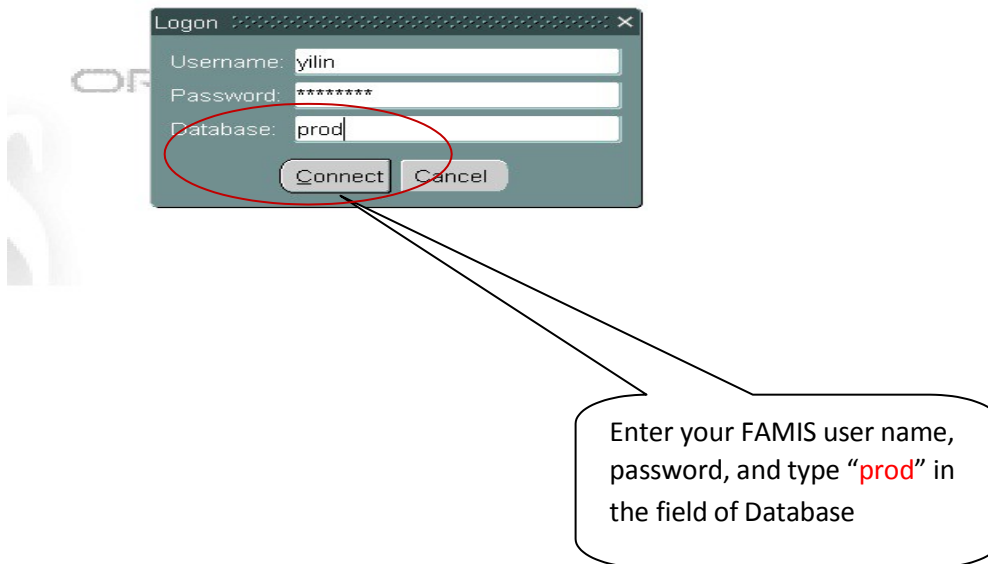 Logon
Username: yilin
Password: ********
Database: prod
Connect Cancel
Enter your FAMIS user name,
password, and type “prod” in
the field of Database